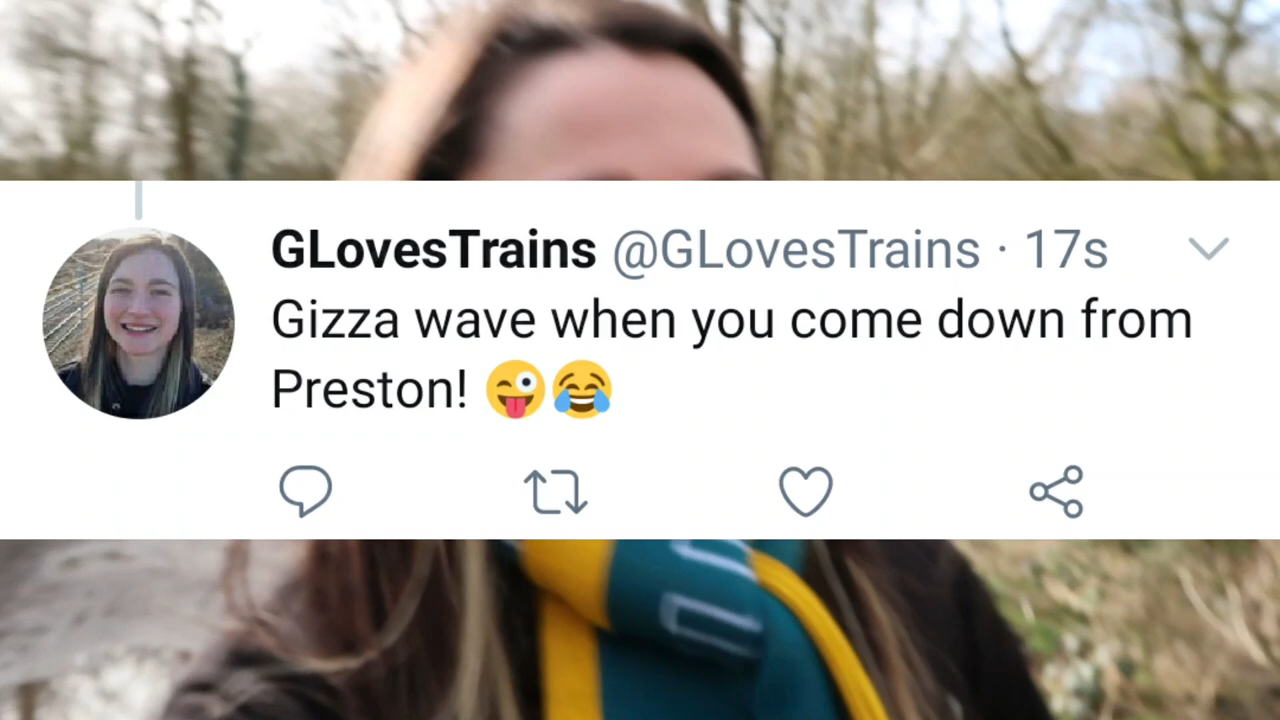 GLovesTrains @GLovesTrains · 17s
Gizza wave when you come down from
Preston! 😜😂